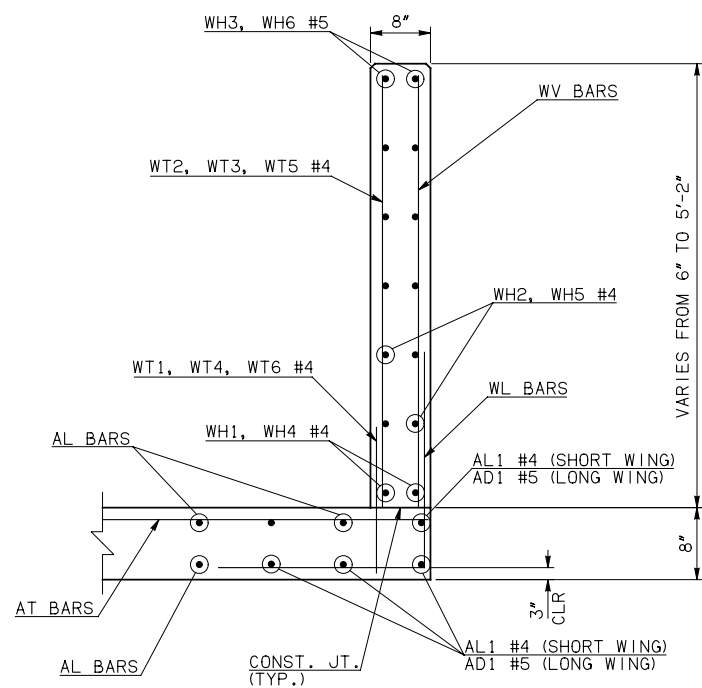 WH3, WH6 #5
8"
WV BARS
WT2, WT3, WT5 #4
VARIES FROM 6" TO 5'-2"
WH2, WH5 #4
WT1, WT4, WT6 #4
WL BARS
AL BARS
WH1, WH4 #4
AL1 #4 (SHORT WING)
AD1 #5 (LONG WING)
8"
3"
CLR
AT BARS
AL BARS
CONST. JT.
(TYP.)
AL1 #4 (SHORT WING)
AD1 #5 (LONG WING)